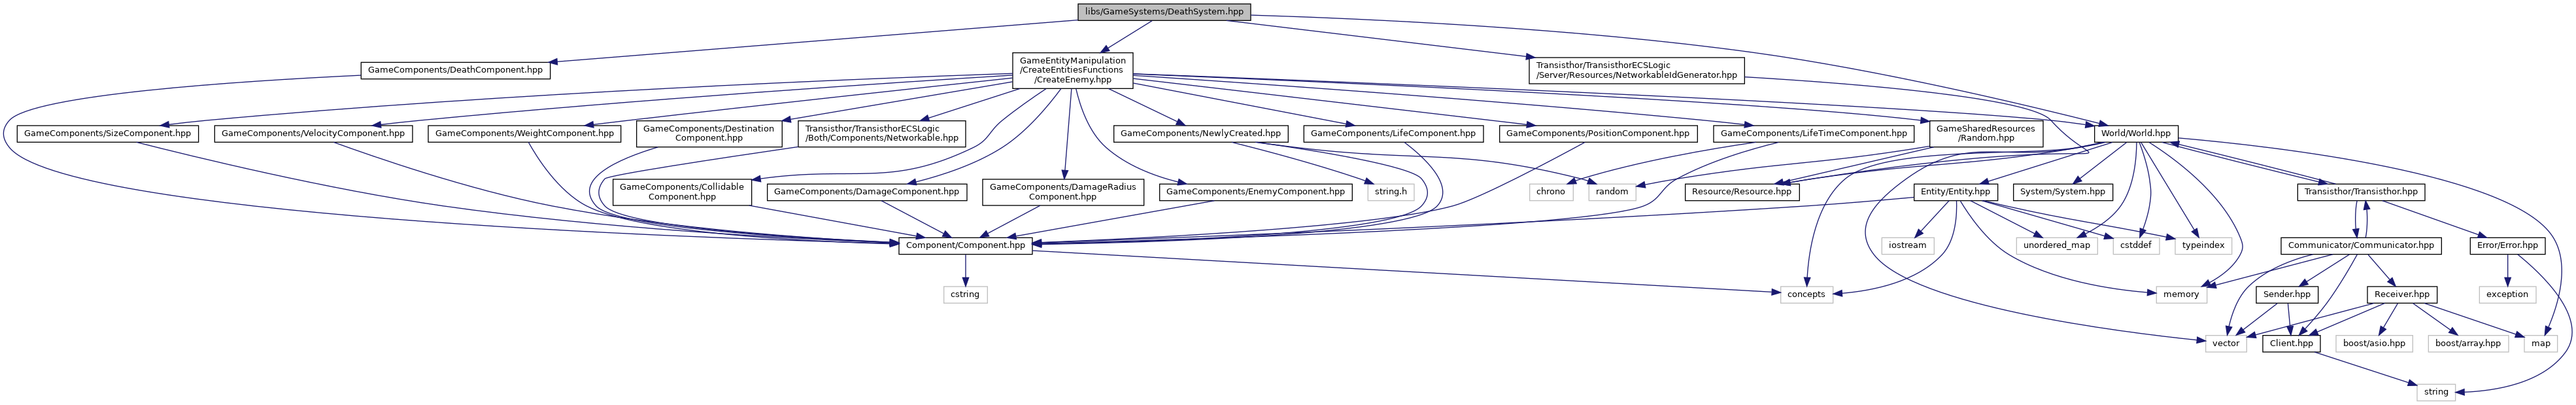 libs/GameSystems/DeathSystem.hpp
GameComponents/DeathComponent.hpp
GameEntityManipulation
/CreateEntitiesFunctions
/CreateEnemy.hpp
Transisthor/TransisthorECSLogic
/Server/Resources/NetworkableIdGenerator.hpp
GameComponents/SizeComponent.hpp
GameComponents/VelocityComponent.hpp
GameComponents/WeightComponent.hpp
GameComponents/Destination
Component.hpp
Transisthor/TransisthorECSLogic
/Both/Components/Networkable.hpp
GameComponents/NewlyCreated.hpp
GameComponents/LifeComponent.hpp
GameComponents/PositionComponent.hpp
GameComponents/LifeTimeComponent.hpp
GameSharedResources
/Random.hpp
World/World.hpp
GameComponents/Collidable
Component.hpp
GameComponents/DamageComponent.hpp
GameComponents/DamageRadius
Component.hpp
GameComponents/EnemyComponent.hpp
string.h
chrono
random
Resource/Resource.hpp
Entity/Entity.hpp
System/System.hpp
Transisthor/Transisthor.hpp
Component/Component.hpp
iostream
unordered_map
cstddef
typeindex
Communicator/Communicator.hpp
Error/Error.hpp
cstring
concepts
memory
Sender.hpp
Receiver.hpp
exception
vector
Client.hpp
boost/asio.hpp
boost/array.hpp
map
string